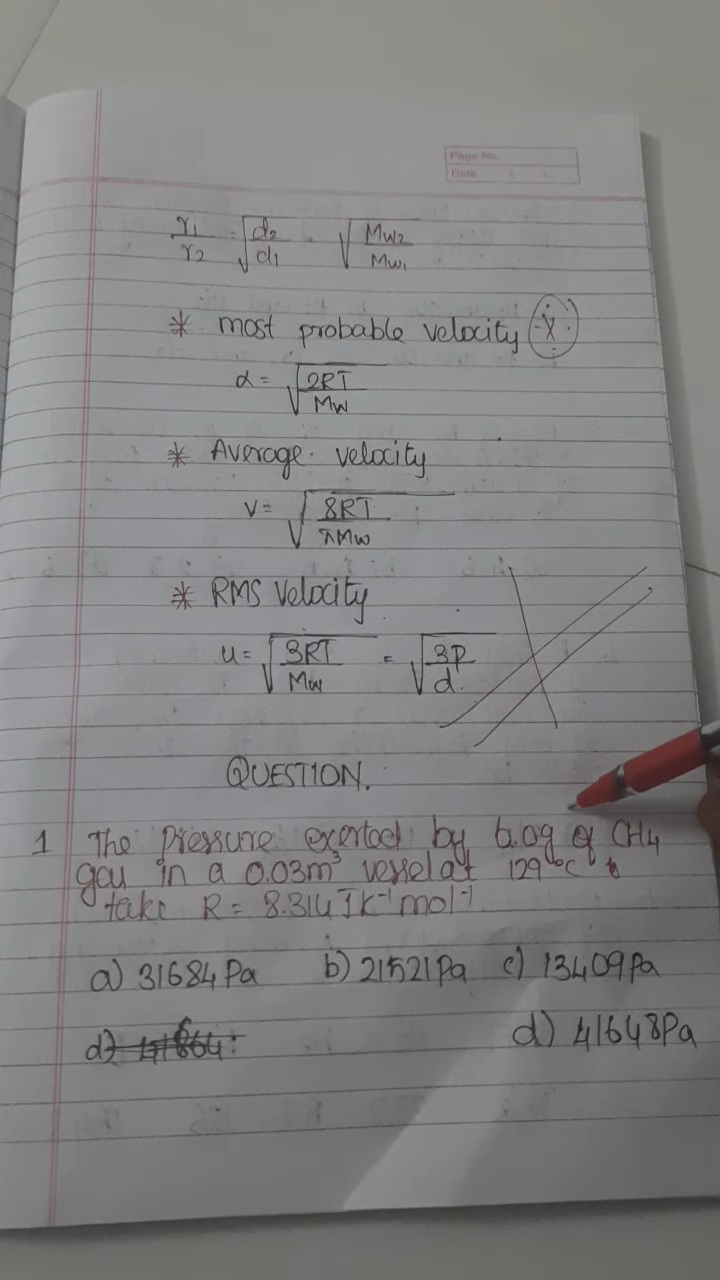 Page No.
Date
r1/r2 = √d2/d1 = √Mw2/Mw1
* most probable velocity
α = √2RT/Mw
* Average velocity
V = √8RT/πMw
* RMS Velocity
u = √3RT/Mw = √3P/d
QUESTION.
1 The Pressure exerted by 6.0g of CH4
gas in a 0.03m³ vessel at 129°C
take R = 8.314 JK⁻¹mol⁻¹
a) 31684 Pa b) 21521 Pa c) 13409 Pa
d) 41648 Pa